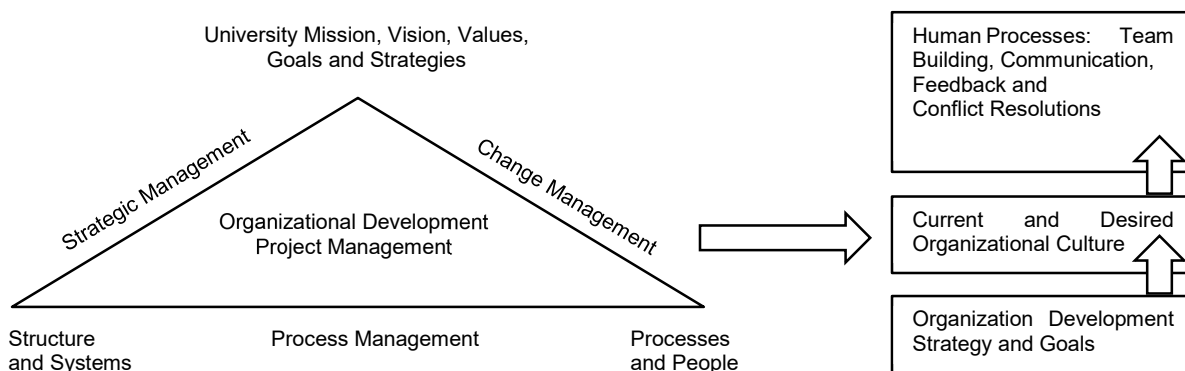 University Mission, Vision, Values,
Goals and Strategies
Strategic Management
Change Management
Organizational Development
Project Management
Structure
and Systems
Process Management
Processes
and People
Human Processes: Team
Building, Communication,
Feedback and
Conflict Resolutions
Current and Desired
Organizational Culture
Organization Development
Strategy and Goals